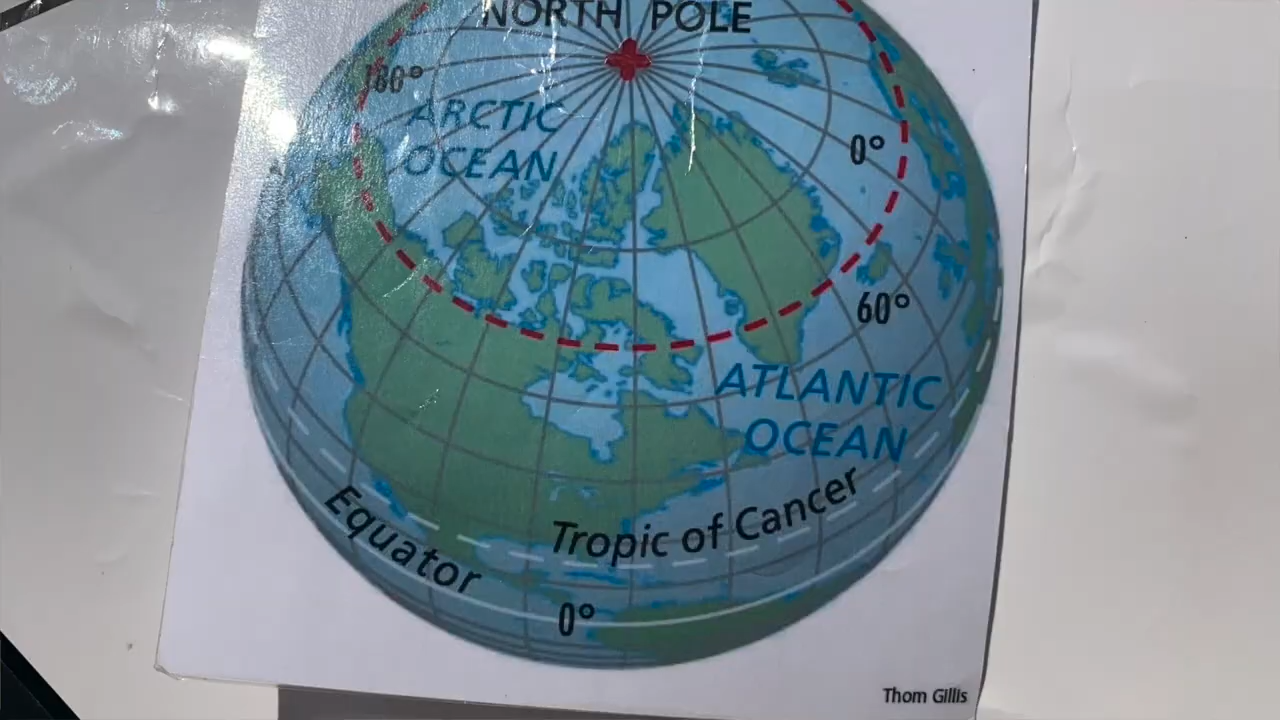 NORTH POLE
180°
ARCTIC
OCEAN
0°
60°
ATLANTIC
OCEAN
Tropic of Cancer
Equator
0°
Thom Gillis